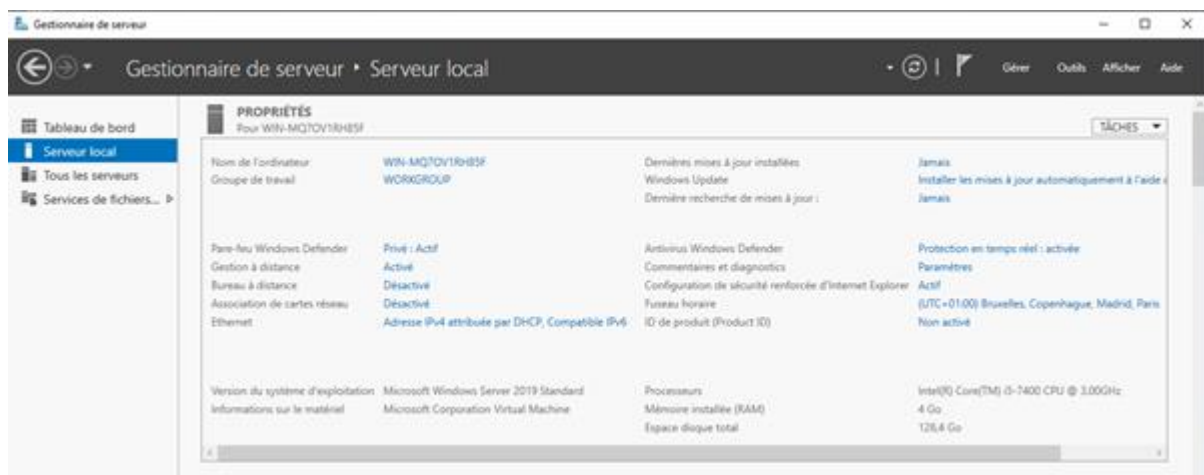 Gestionnaire de serveur
Gestionnaire de serveur ‣ Serveur local
Gérer Outils Afficher Aide
Tableau de bord
Serveur local
Tous les serveurs
Services de fichiers...
PROPRIÉTÉS
Pour WIN-MQ7OV1RH85F
TÂCHES
Nom de l'ordinateur WIN-MQ7OV1RH85F Dernières mises à jour installées Jamais
Groupe de travail WORKGROUP Windows Update Installer les mises à jour automatiquement à l'aide
Dernière recherche de mises à jour : Jamais
Pare-feu Windows Defender Privé : Actif Antivirus Windows Defender Protection en temps réel : activée
Gestion à distance Activé Commentaires et diagnostics Paramètres
Bureau à distance Désactivé Configuration de sécurité renforcée d'Internet Explorer Actif
Association de cartes réseau Désactivé Fuseau horaire (UTC+01:00) Bruxelles, Copenhague, Madrid, Paris
Ethernet Adresse IPv4 attribuée par DHCP, Compatible IPv6 ID de produit (Product ID) Non activé
Version du système d'exploitation Microsoft Windows Server 2019 Standard Processeurs Intel(R) Core(TM) i5-7400 CPU @ 3.00GHz
Informations sur le matériel Microsoft Corporation Virtual Machine Mémoire installée (RAM) 4 Go
Espace disque total 128,4 Go